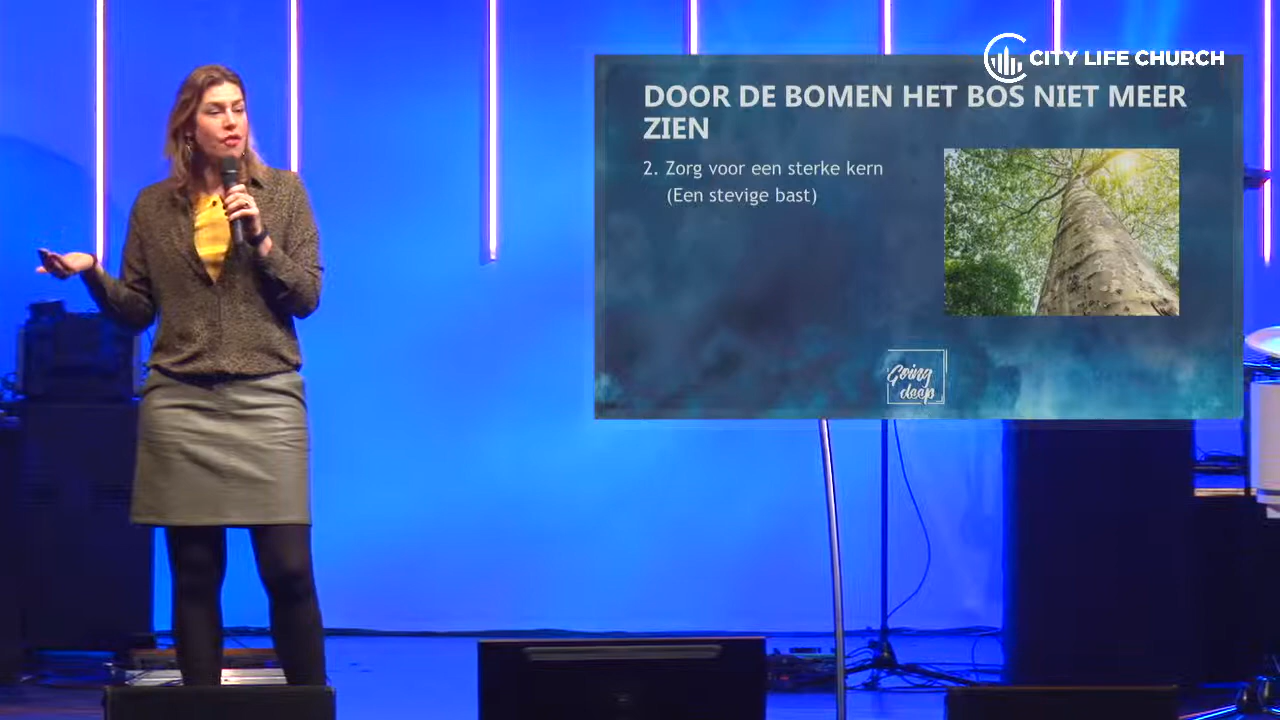 CITY LIFE CHURCH
DOOR DE BOMEN HET BOS NIET MEER
ZIEN
2. Zorg voor een sterke kern
(Een stevige bast)
Going
deep